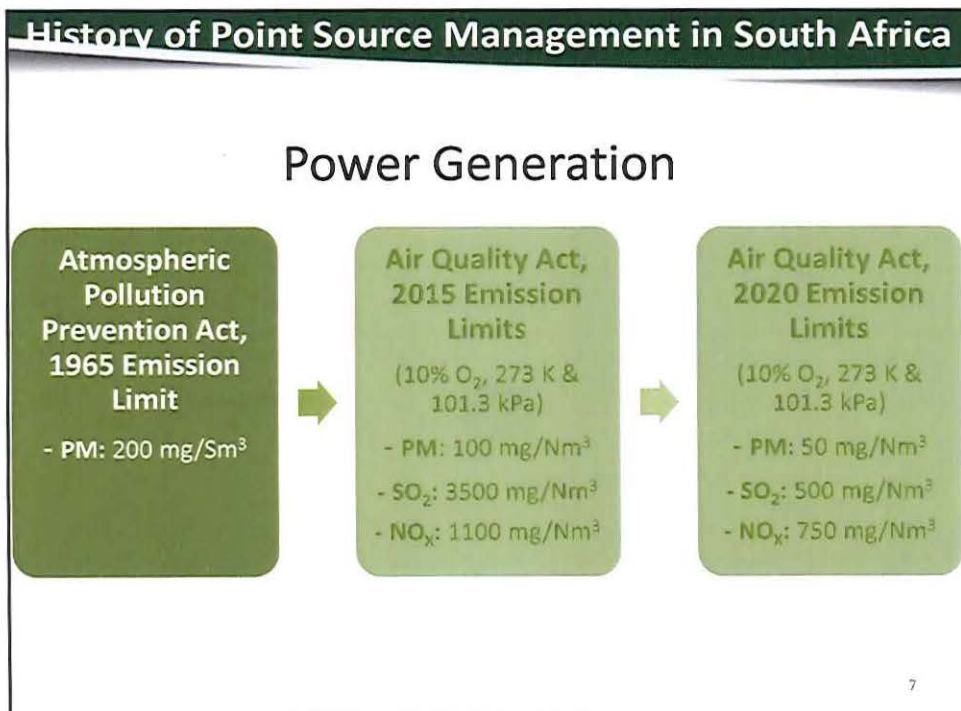 History of Point Source Management in South Africa
Power Generation
Atmospheric
Pollution
Prevention Act,
1965 Emission
Limit
- PM: 200 mg/Sm³
Air Quality Act,
2015 Emission
Limits
(10% O₂, 273 K &
101.3 kPa)
- PM: 100 mg/Nm³
- SO₂: 3500 mg/Nm³
- NOₓ: 1100 mg/Nm³
Air Quality Act,
2020 Emission
Limits
(10% O₂, 273 K &
101.3 kPa)
- PM: 50 mg/Nm³
- SO₂: 500 mg/Nm³
- NOₓ: 750 mg/Nm³
7